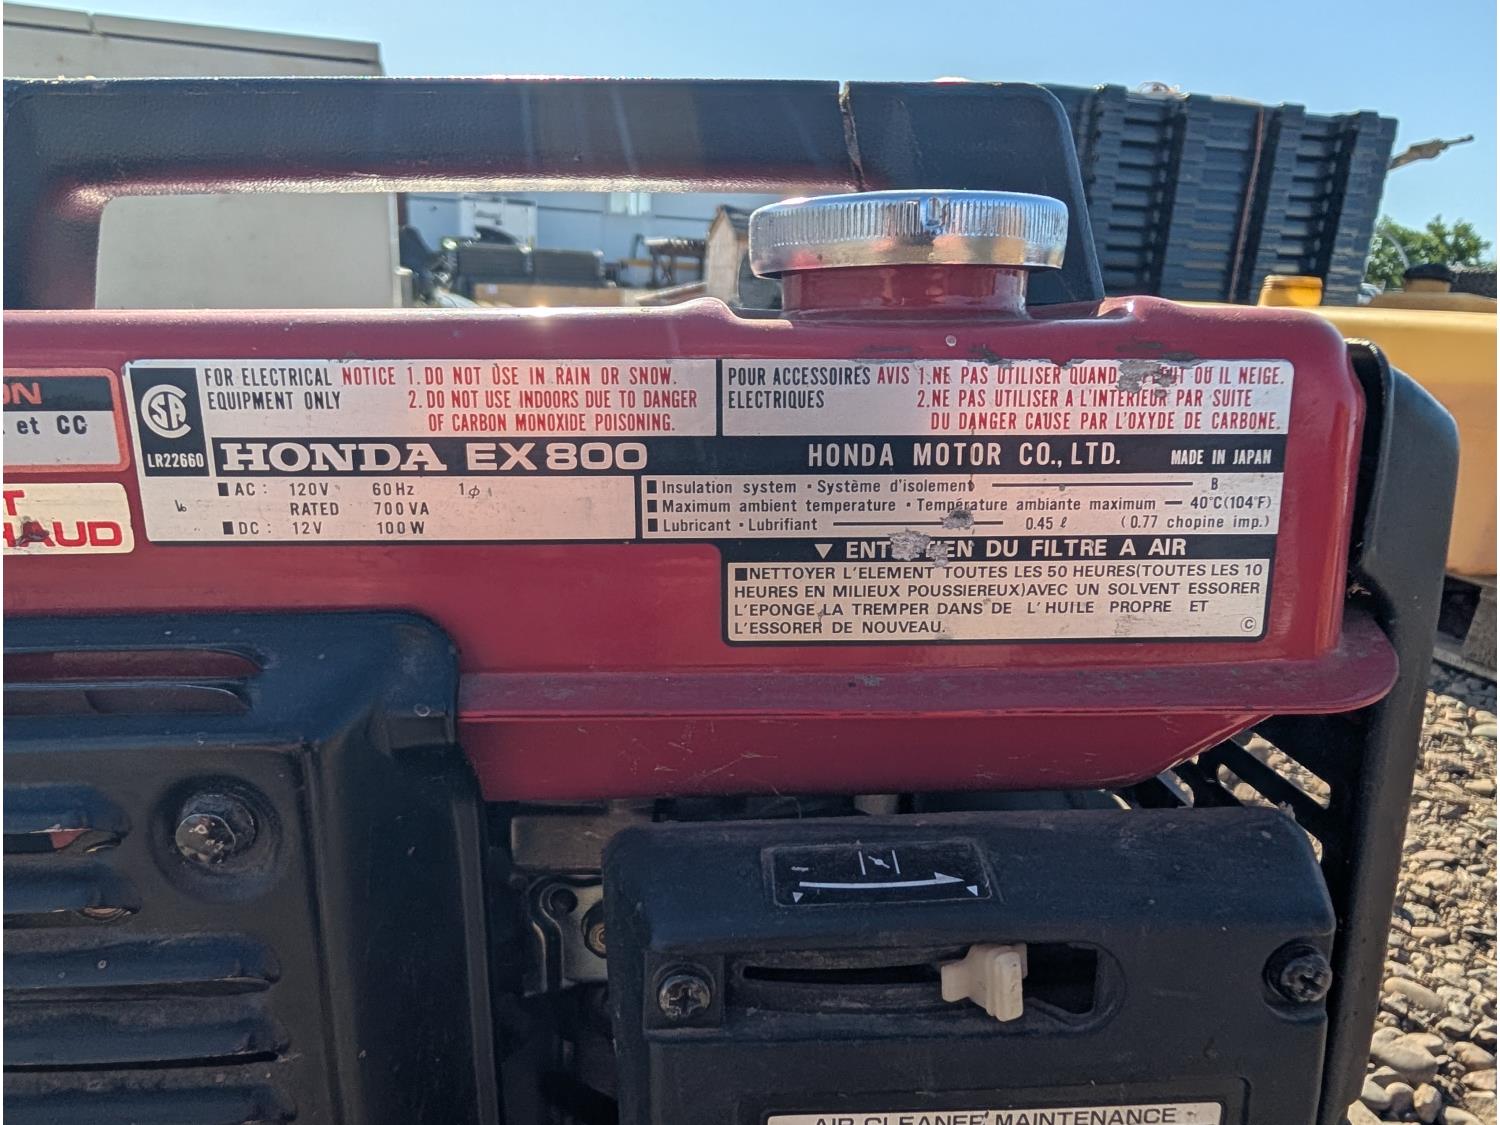 ON
et CC
T
HAUD
SA
LR22660
FOR ELECTRICAL EQUIPMENT ONLY
NOTICE 1. DO NOT USE IN RAIN OR SNOW.
2. DO NOT USE INDOORS DUE TO DANGER
OF CARBON MONOXIDE POISONING.
POUR ACCESSOIRES ELECTRIQUES
AVIS 1. NE PAS UTILISER QUAND OÙ IL NEIGE.
2. NE PAS UTILISER A L'INTERIEUR PAR SUITE
DU DANGER CAUSE PAR L'OXYDE DE CARBONE.
HONDA EX 800
HONDA MOTOR CO., LTD. MADE IN JAPAN
■ AC: 120V 60Hz 1ϕ
RATED 700 VA
■ DC: 12V 100 W
■ Insulation system • Système d'isolement B
■ Maximum ambient temperature • Température ambiante maximum — 40°C(104°F)
■ Lubricant • Lubrifiant 0.45 ℓ (0.77 chopine imp.)
▼ ENTRETIEN DU FILTRE A AIR
■NETTOYER L'ELEMENT TOUTES LES 50 HEURES(TOUTES LES 10
HEURES EN MILIEUX POUSSIEREUX)AVEC UN SOLVENT ESSORER
L'EPONGE LA TREMPER DANS DE L'HUILE PROPRE ET
L'ESSORER DE NOUVEAU. ©
AIR CLEANER MAINTENANCE